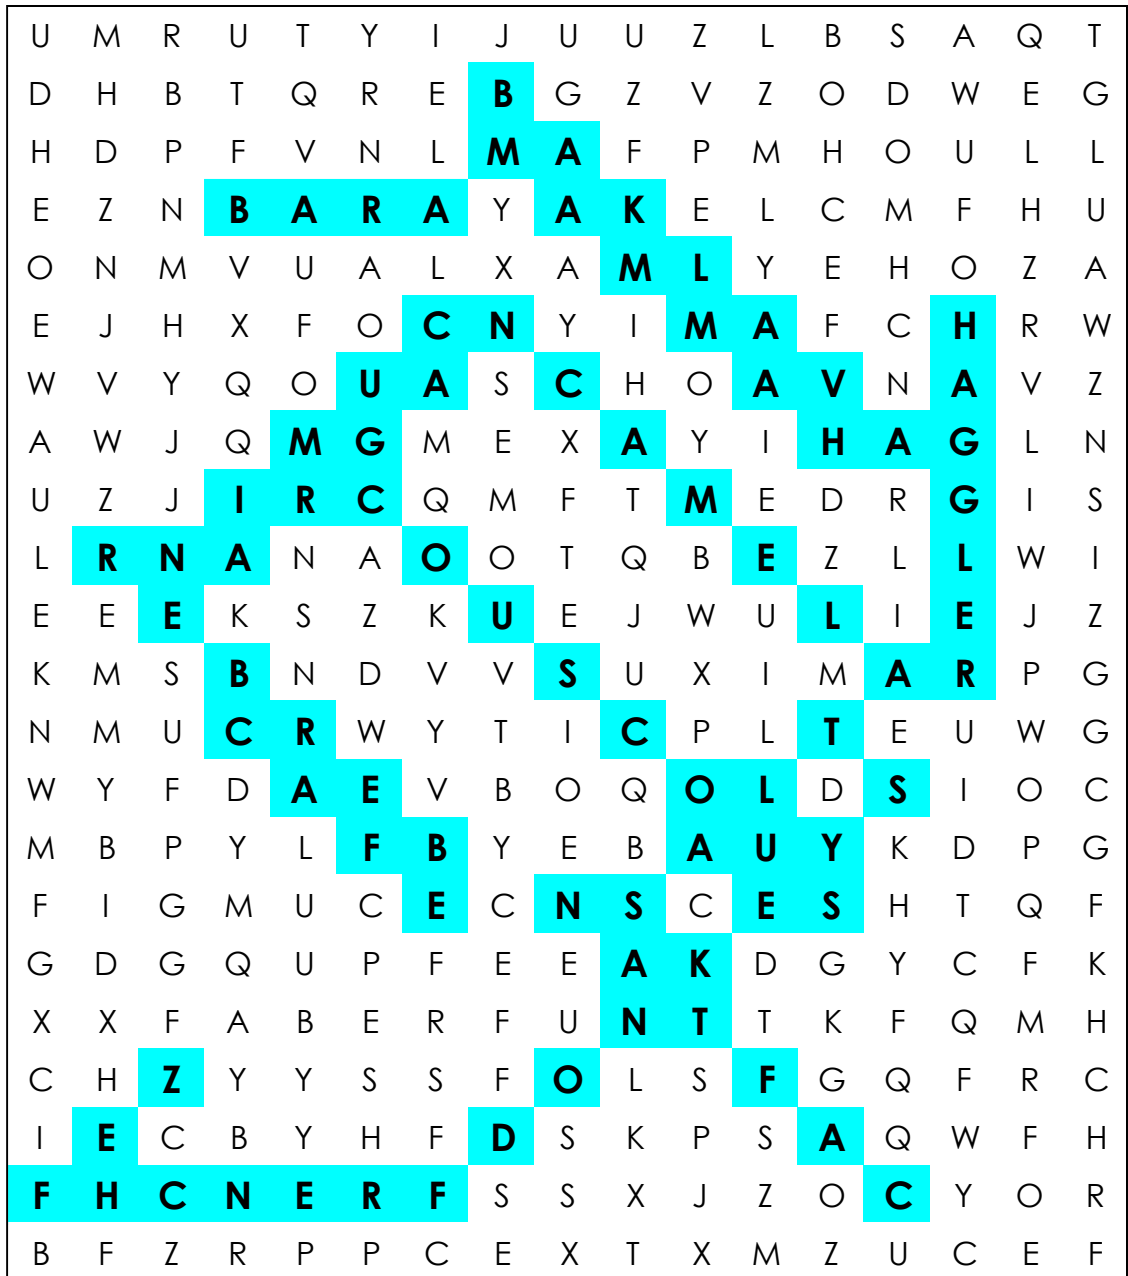 U M R U T Y I J U U Z L B S A Q T
D H B T Q R E B G Z V Z O D W E G
H D P F V N L M A F P M H O U L L
E Z N B A R A Y A K E L C M F H U
O N M V U A L X A M L Y E H O Z A
E J H X F O C N Y I M A F C H R W
W V Y Q O U A S C H O A V N A V Z
A W J Q M G M E X A Y I H A G L N
U Z J I R C Q M F T M E D R G I S
L R N A N A O O T Q B E Z L L W I
E E E K S Z K U E J W U L I E J Z
K M S B N D V V S U X I M A R P G
N M U C R W Y T I C P L T E U W G
W Y F D A E V B O Q O L D S I O C
M B P Y L F B Y E B A U Y K D P G
F I G M U C E C N S C E S H T Q F
G D G Q U P F E E A K D G Y C F K
X X F A B E R F U N T T K F Q M H
C H Z Y Y S S F O L S F G Q F R C
I E C B Y H F D S K P S A Q W F H
F H C N E R F S S X J Z O C Y O R
B F Z R P P C E X T X M Z U C E F